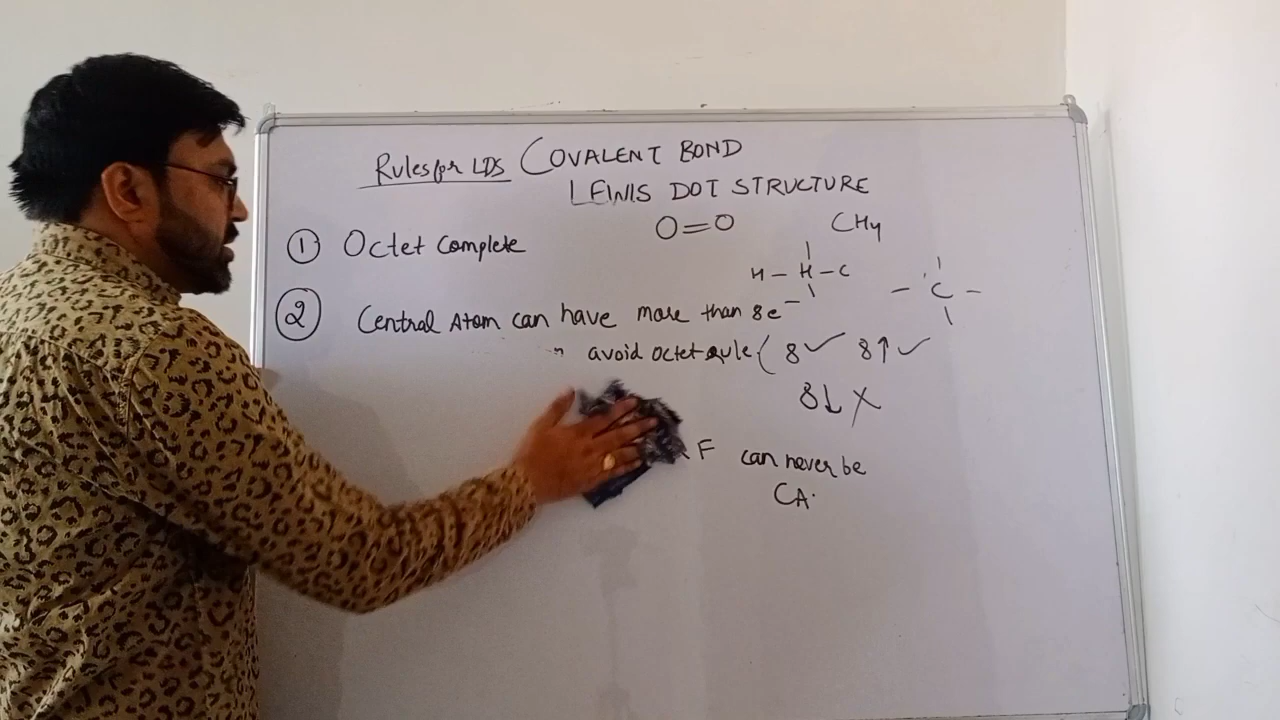 Rules for LDS COVALENT BOND
LEWIS DOT STRUCTURE
O=O CH4
① Octet Complete
H – H – C
– C –
② Central Atom can have more than 8e–
" avoid octet rule ( 8 ✓ 8↑ ✓
8↓ X
F can never be
CA.